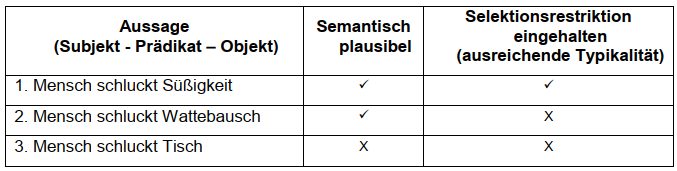 Aussage
(Subjekt - Prädikat – Objekt)
Semantisch
plausibel
Selektionsrestriktion
eingehalten
(ausreichende Typikalität)
1. Mensch schluckt Süßigkeit ✓ ✓
2. Mensch schluckt Wattebausch ✓ X
3. Mensch schluckt Tisch X X